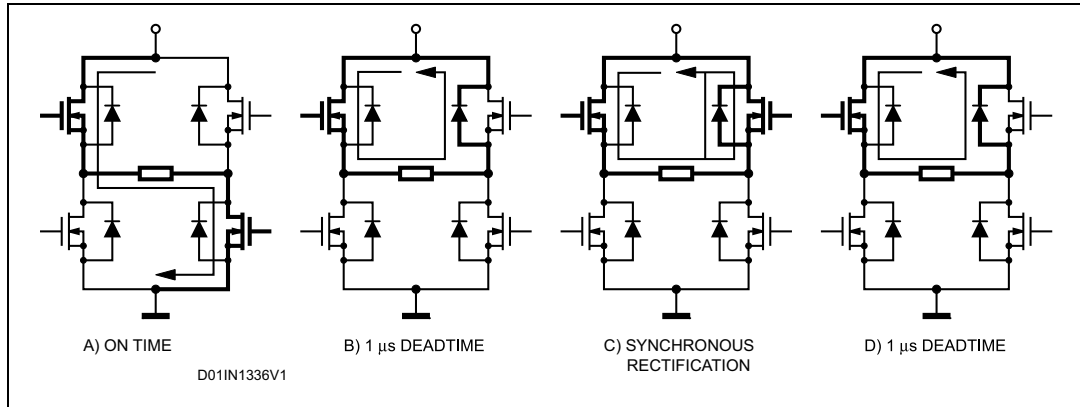 A) ON TIME
B) 1 μs DEADTIME
C) SYNCHRONOUS
RECTIFICATION
D) 1 μs DEADTIME
D01IN1336V1